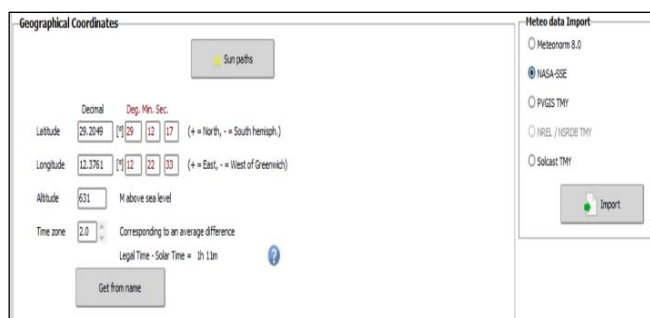 Geographical Coordinates
Sun paths
Decimal Deg. Min. Sec.
Latitude 29.2049 [°] 29 12 17 (+ = North, - = South hemisph.)
Longitude 12.3761 [°] 12 22 33 (+ = East, - = West of Greenwich)
Altitude 631 M above sea level
Time zone 2.0 Corresponding to an average difference
Legal Time - Solar Time = 1h 11m ?
Get from name
Meteo data Import
Meteonorm 8.0
NASA-SSE
PVGIS TMY
NREL / NSRDB TMY
Solcast TMY
Import